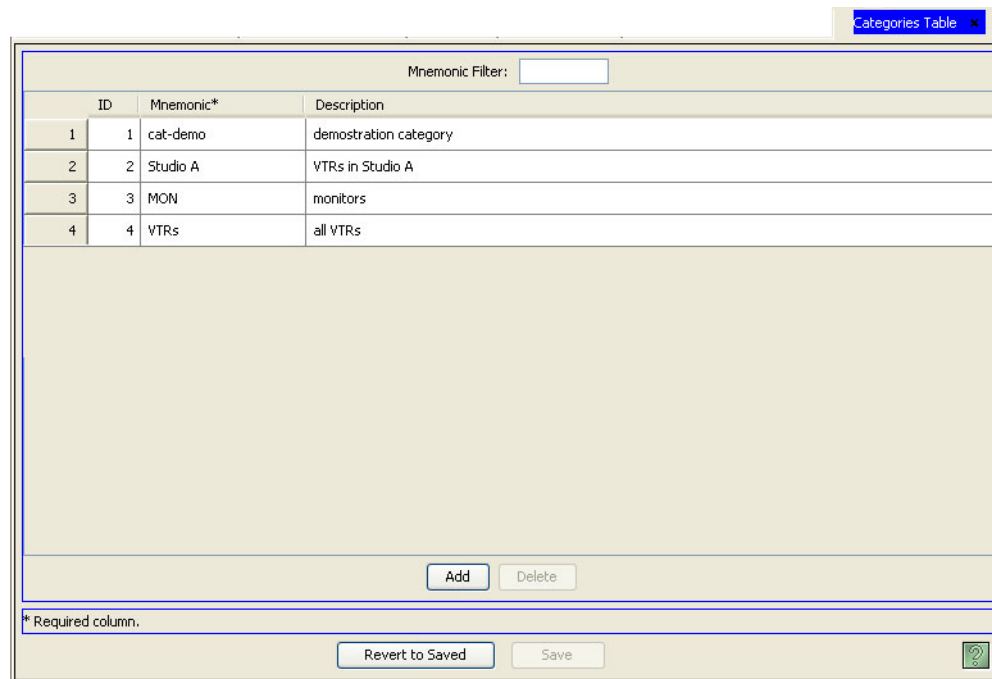 Categories Table ×
Mnemonic Filter:
ID Mnemonic* Description
1 1 cat-demo demostration category
2 2 Studio A VTRs in Studio A
3 3 MON monitors
4 4 VTRs all VTRs
Add Delete
* Required column.
Revert to Saved Save ?